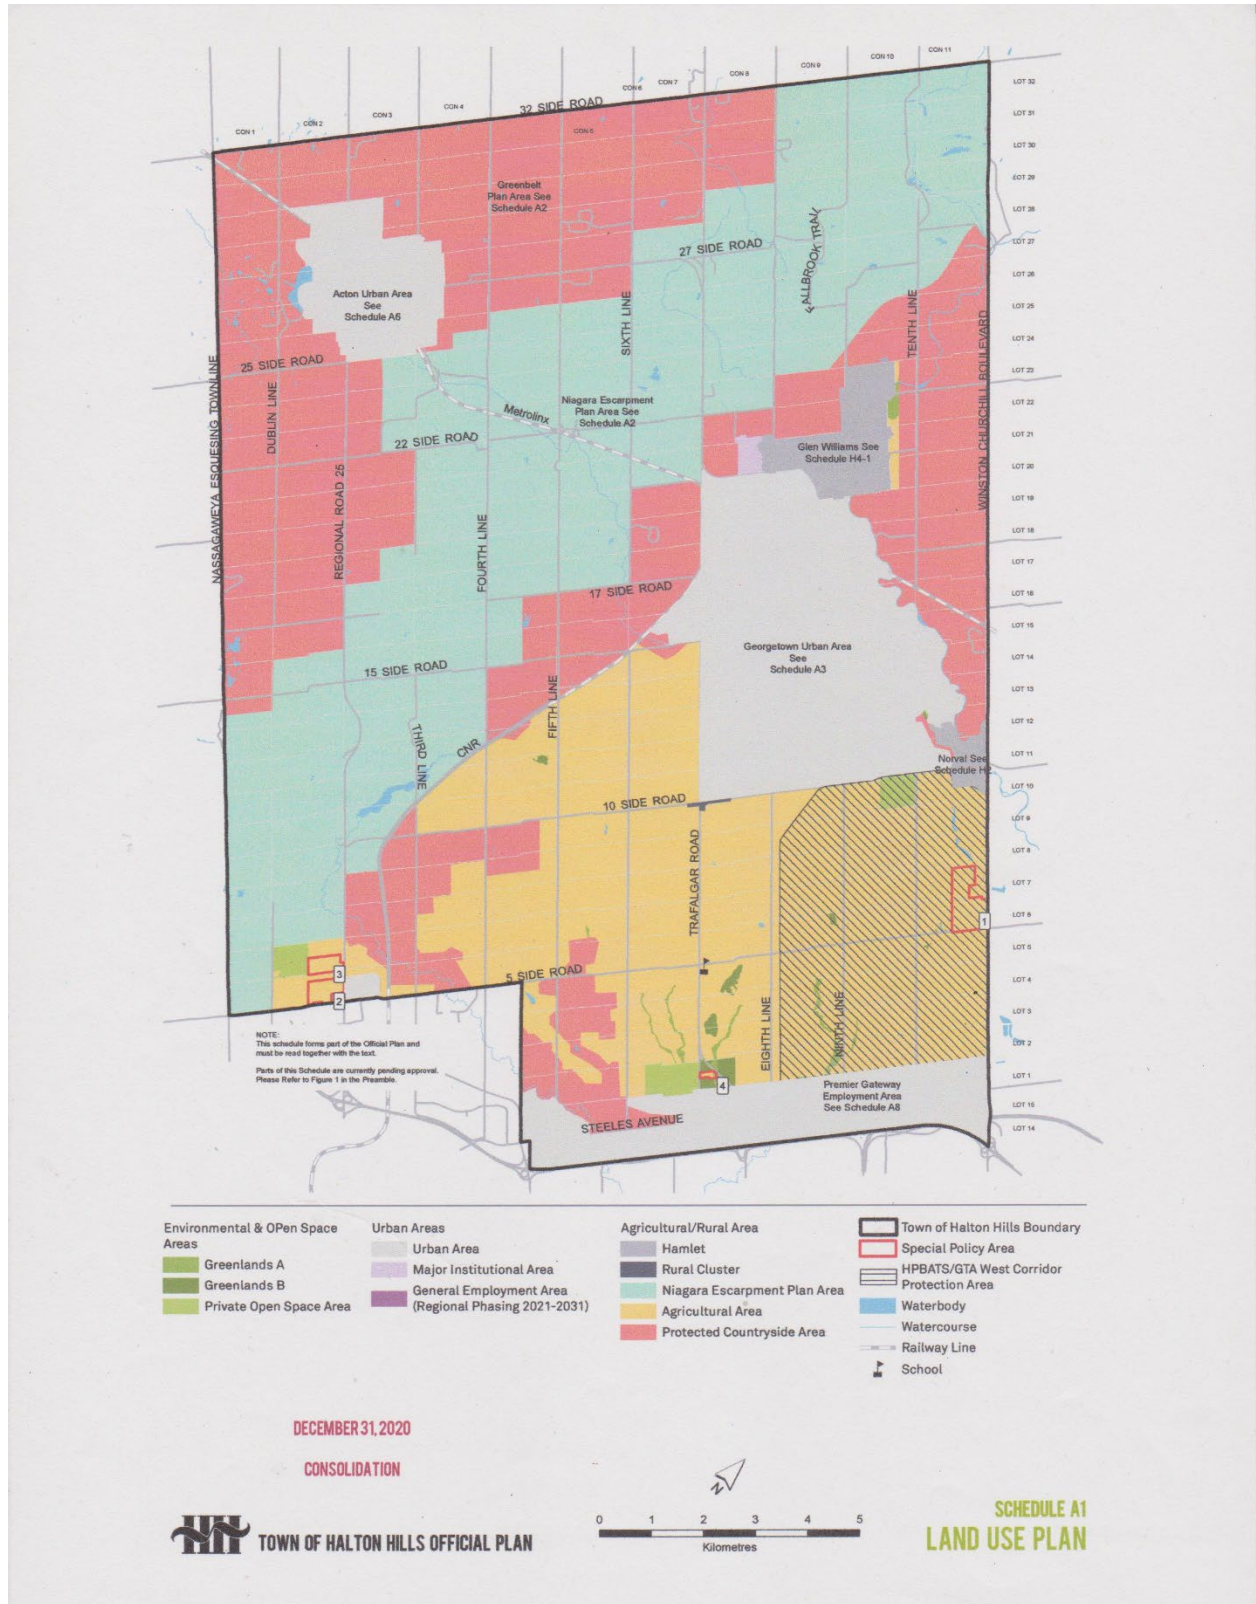 CON 1
CON 2
CON 3
CON 4
32 SIDE ROAD
CON 5
CON 6
CON 7
CON 8
CON 9
CON 10
CON 11
LOT 32
LOT 31
LOT 30
LOT 29
LOT 28
LOT 27
LOT 26
LOT 25
LOT 24
LOT 23
LOT 22
LOT 21
LOT 20
LOT 19
LOT 18
LOT 17
LOT 16
LOT 15
LOT 14
LOT 13
LOT 12
LOT 11
LOT 10
LOT 9
LOT 8
LOT 7
LOT 6
LOT 5
LOT 4
LOT 3
LOT 2
LOT 1
LOT 15
LOT 14
Greenbelt
Plan Area See
Schedule A2
27 SIDE ROAD
FALLBROOK TRAIL
Acton Urban Area
See
Schedule A6
SIXTH LINE
TENTH LINE
WINSTON CHURCHILL BOULEVARD
25 SIDE ROAD
NASSAGAWEYA ESQUESING TOWNLINE
DUBLIN LINE
REGIONAL ROAD 25
Metrolinx
Niagara Escarpment
Plan Area See
Schedule A2
22 SIDE ROAD
Glen Williams See
Schedule H4-1
FOURTH LINE
17 SIDE ROAD
Georgetown Urban Area
See
Schedule A3
15 SIDE ROAD
FIFTH LINE
THIRD LINE
CNR
Norval See
Schedule H2
10 SIDE ROAD
TRAFALGAR ROAD
1
5 SIDE ROAD
3
2
EIGHTH LINE
NINTH LINE
4
NOTE:
This schedule forms part of the Official Plan and
must be read together with the text.
Parts of this Schedule are currently pending approval.
Please Refer to Figure 1 in the Preamble.
Premier Gateway
Employment Area
See Schedule A8
STEELES AVENUE
Environmental & OPen Space
Areas
Greenlands A
Greenlands B
Private Open Space Area
Urban Areas
Urban Area
Major Institutional Area
General Employment Area
(Regional Phasing 2021-2031)
Agricultural/Rural Area
Hamlet
Rural Cluster
Niagara Escarpment Plan Area
Agricultural Area
Protected Countryside Area
Town of Halton Hills Boundary
Special Policy Area
HPBATS/GTA West Corridor
Protection Area
Waterbody
Watercourse
Railway Line
School
DECEMBER 31, 2020
CONSOLIDATION
HH TOWN OF HALTON HILLS OFFICIAL PLAN
N
0 1 2 3 4 5
Kilometres
SCHEDULE A1
LAND USE PLAN